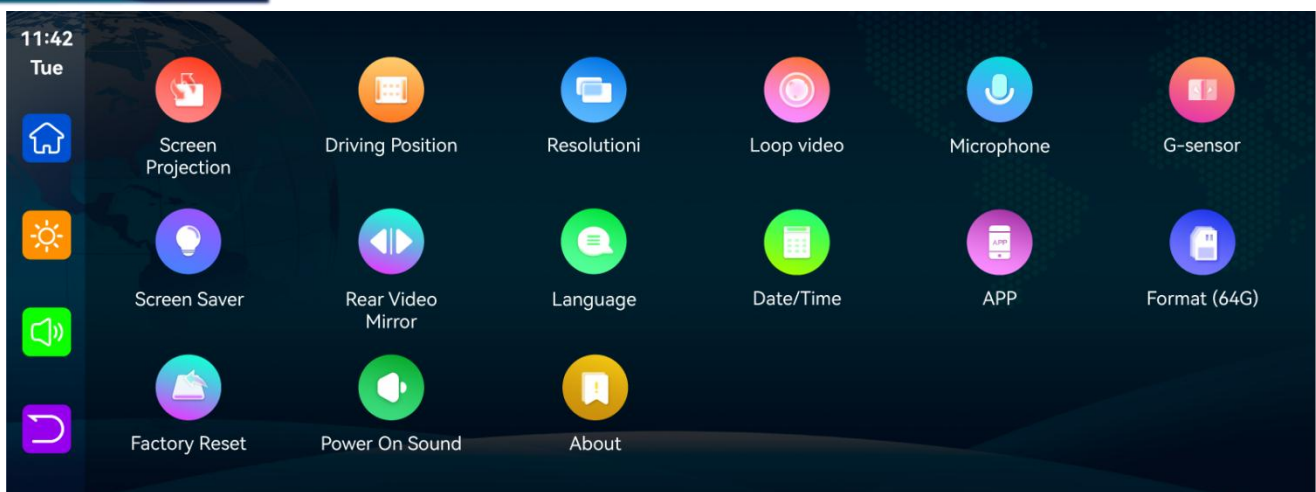 11:42
Tue
Screen
Projection
Driving Position
Resolutioni
Loop video
Microphone
G-sensor
Screen Saver
Rear Video
Mirror
Language
Date/Time
APP
APP
Format (64G)
Factory Reset
Power On Sound
About